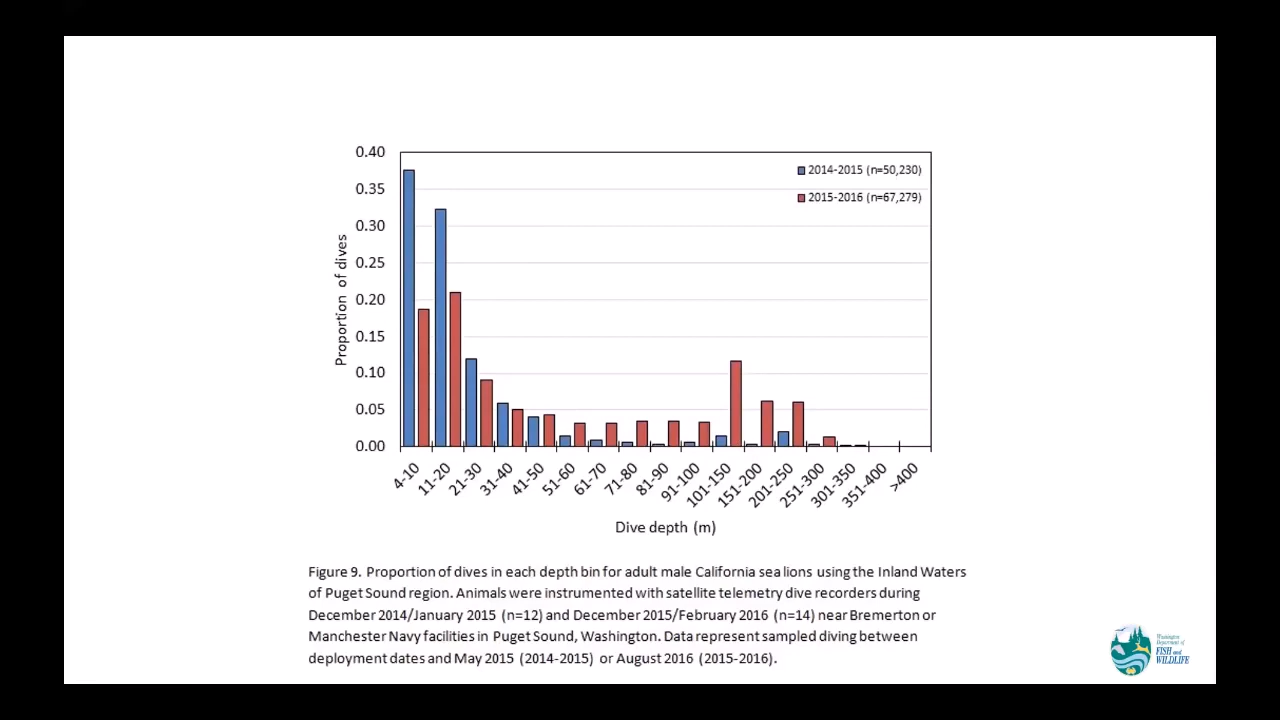 0.40
0.35
0.30
0.25
0.20
0.15
0.10
0.05
0.00
Proportion of dives
2014-2015 (n=50,230)
2015-2016 (n=67,279)
4-10
11-20
21-30
31-40
41-50
51-60
61-70
71-80
81-90
91-100
101-150
151-200
201-250
251-300
301-350
351-400
>400
Dive depth (m)
Figure 9. Proportion of dives in each depth bin for adult male California sea lions using the Inland Waters
of Puget Sound region. Animals were instrumented with satellite telemetry dive recorders during
December 2014/January 2015 (n=12) and December 2015/February 2016 (n=14) near Bremerton or
Manchester Navy facilities in Puget Sound, Washington. Data represent sampled diving between
deployment dates and May 2015 (2014-2015) or August 2016 (2015-2016).
Washington
Department of
FISH and
WILDLIFE